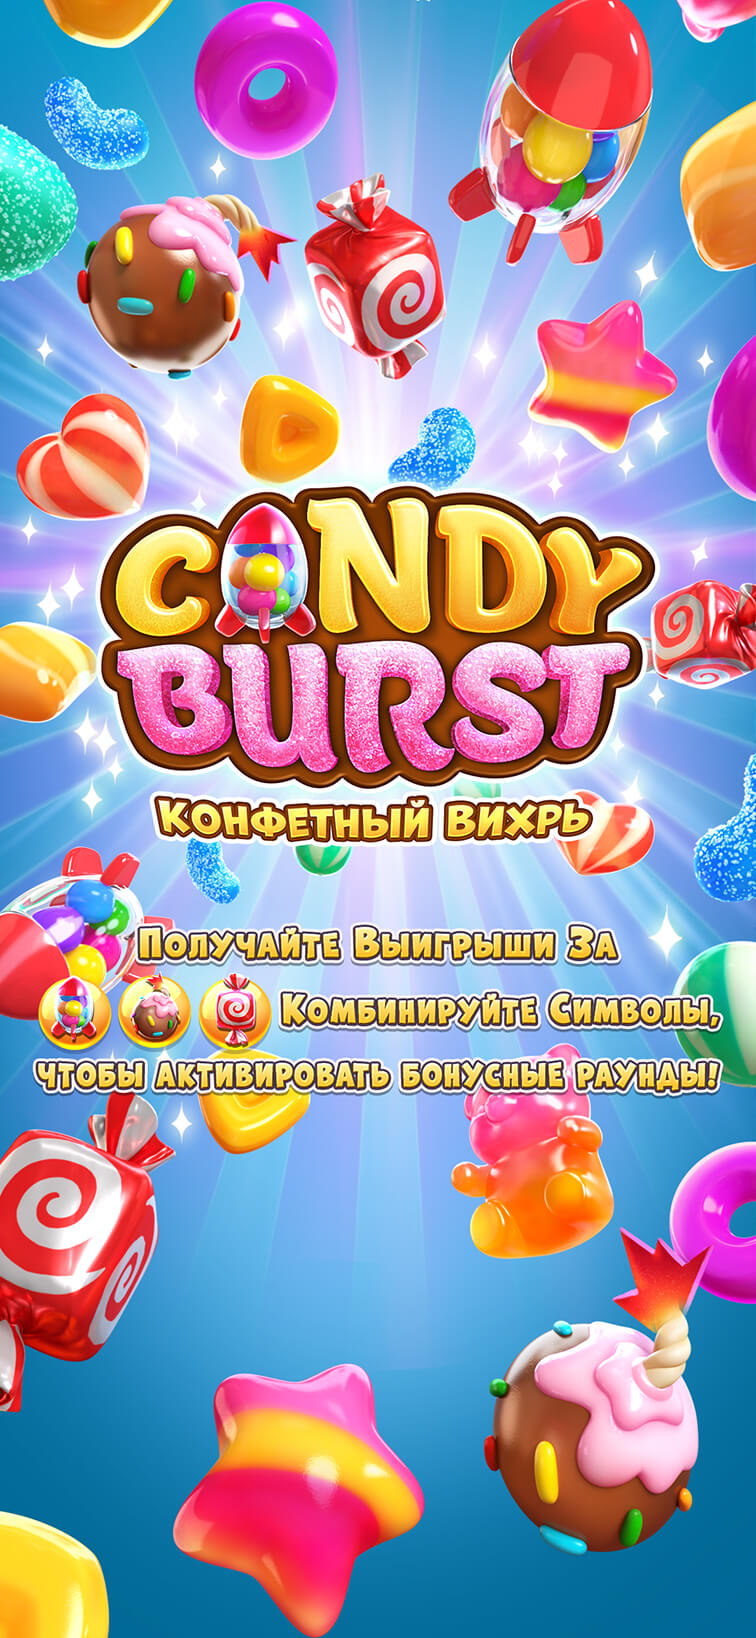 CANDY
BURST
Конфетный вихрь
Получайте Выигрыши За
Комбинируйте Символы,
чтобы активировать бонусные раунды!